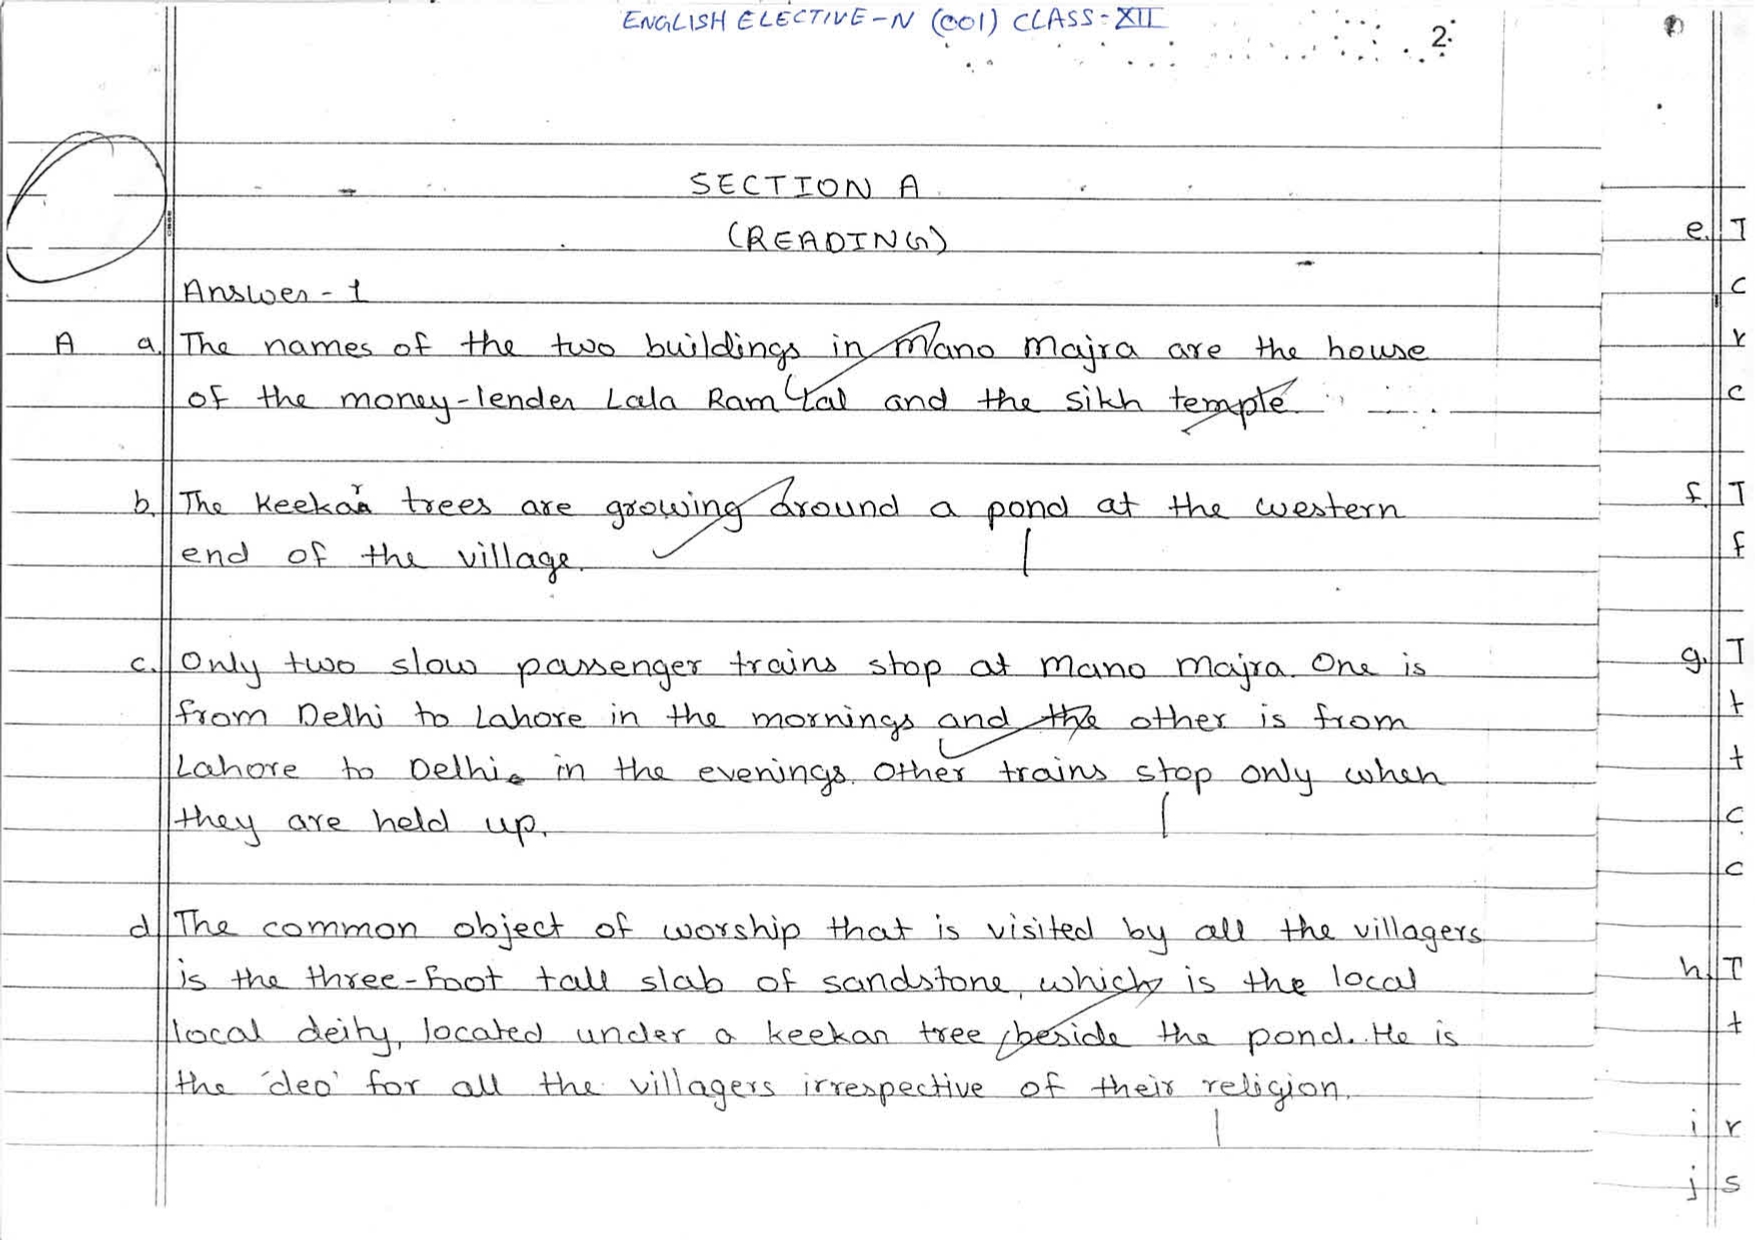 ENGLISH ELECTIVE-N (001) CLASS-XII
2
SECTION A
(READING)
Answer-1
A a. The names of the two buildings in Mano Majra are the house
of the money-lender Lala Ram Lal and the Sikh temple.
b. The Keekar trees are growing around a pond at the western
end of the village.
c. Only two slow passenger trains stop at Mano Majra. One is
from Delhi to Lahore in the mornings and the other is from
Lahore to Delhi in the evenings. Other trains stop only when
they are held up.
d. The common object of worship that is visited by all the villagers
is the three-foot tall slab of sandstone, which is the local
local deity, located under a keekar tree beside the pond. He is
the 'deo' for all the villagers irrespective of their religion.
e. T
c
r
c
f. T
f
g. T
t
t
c
c
h. T
t
i r
j s